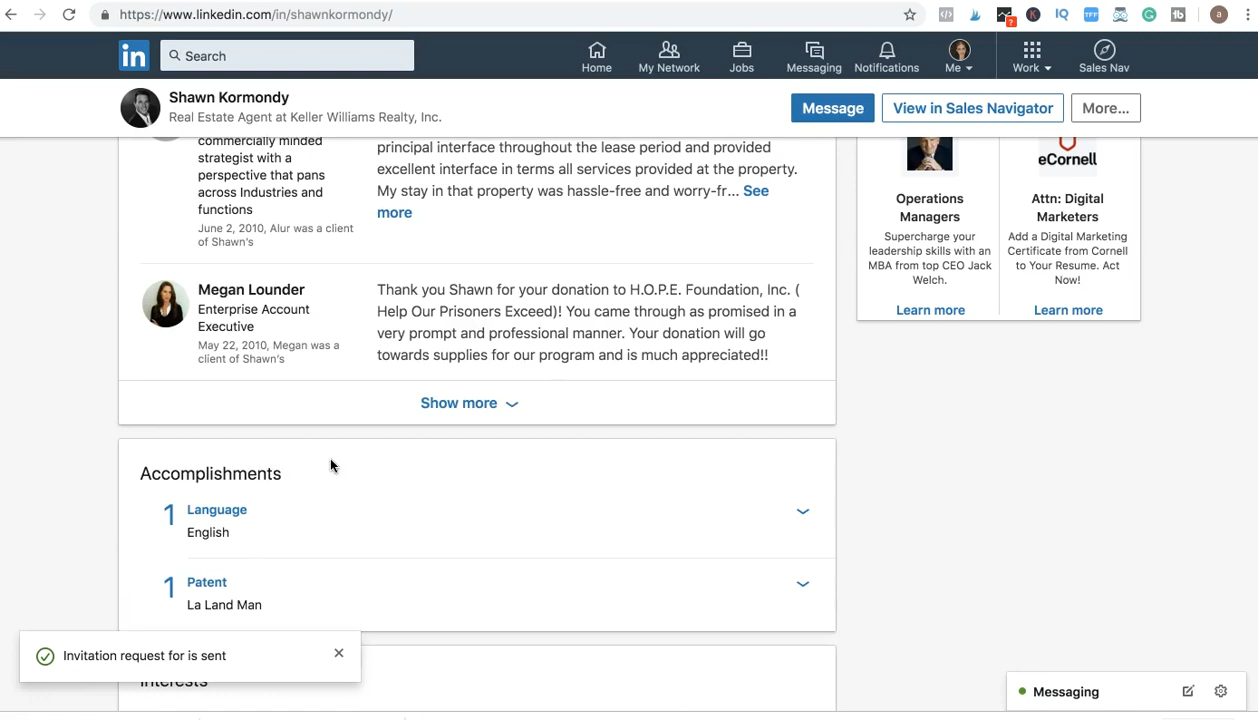 https://www.linkedin.com/in/shawnkormondy/
?
K
IQ
TFF
G
tb
a
in
Search
Home
My Network
Jobs
Messaging
Notifications
Me
Work
Sales Nav
Shawn Kormondy
Real Estate Agent at Keller Williams Realty, Inc.
Message
View in Sales Navigator
More...
commercially minded
strategist with a
perspective that pans
across Industries and
functions
June 2, 2010, Alur was a client
of Shawn's
principal interface throughout the lease period and provided
excellent interface in terms all services provided at the property.
My stay in that property was hassle-free and worry-fr... See
more
Megan Lounder
Enterprise Account
Executive
May 22, 2010, Megan was a
client of Shawn's
Thank you Shawn for your donation to H.O.P.E. Foundation, Inc. (
Help Our Prisoners Exceed)! You came through as promised in a
very prompt and professional manner. Your donation will go
towards supplies for our program and is much appreciated!!
Show more
Accomplishments
1 Language
English
1 Patent
La Land Man
Interests
Invitation request for is sent
Operations
Managers
Supercharge your
leadership skills with an
MBA from top CEO Jack
Welch.
Learn more
eCornell
Attn: Digital
Marketers
Add a Digital Marketing
Certificate from Cornell
to Your Resume. Act
Now!
Learn more
Messaging